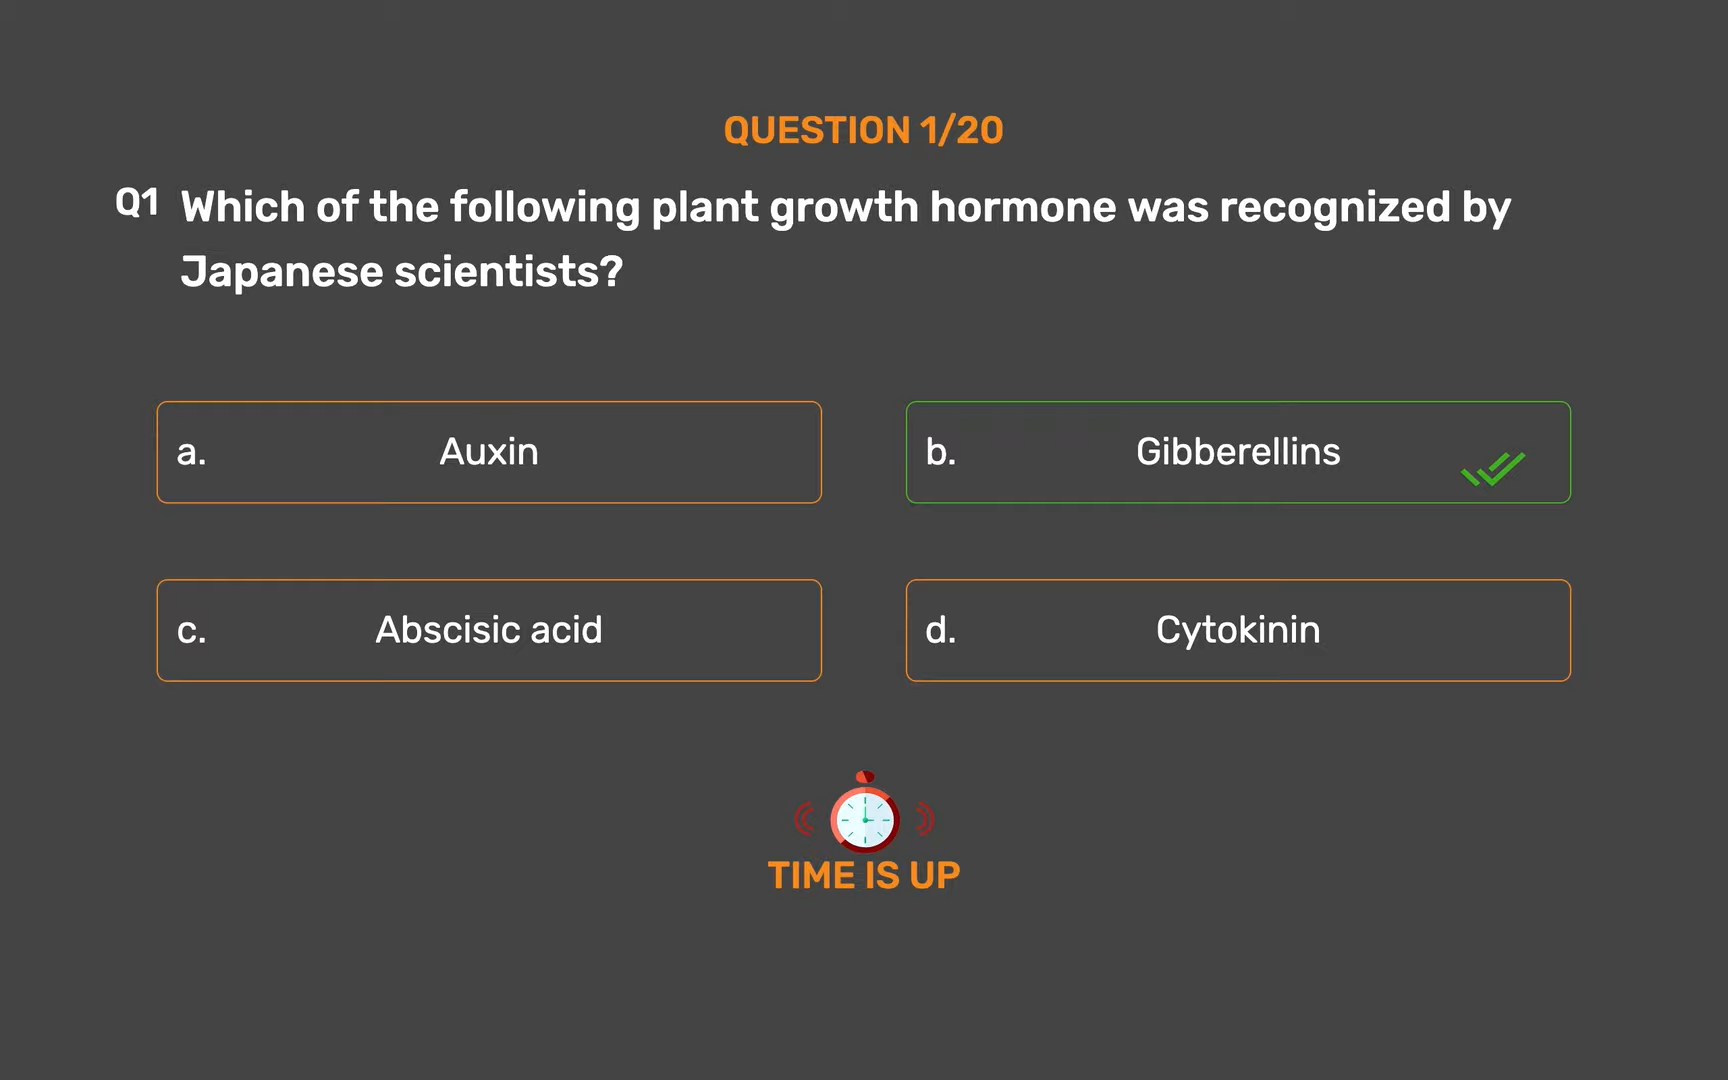 QUESTION 1/20
Q1 Which of the following plant growth hormone was recognized by
Japanese scientists?
a. Auxin
b. Gibberellins
c. Abscisic acid
d. Cytokinin
TIME IS UP